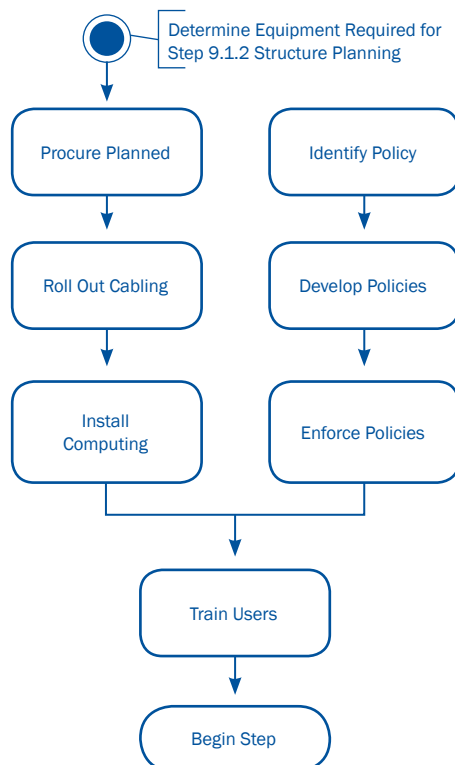 Determine Equipment Required for
Step 9.1.2 Structure Planning
Procure Planned
Identify Policy
Roll Out Cabling
Develop Policies
Install
Computing
Enforce Policies
Train Users
Begin Step